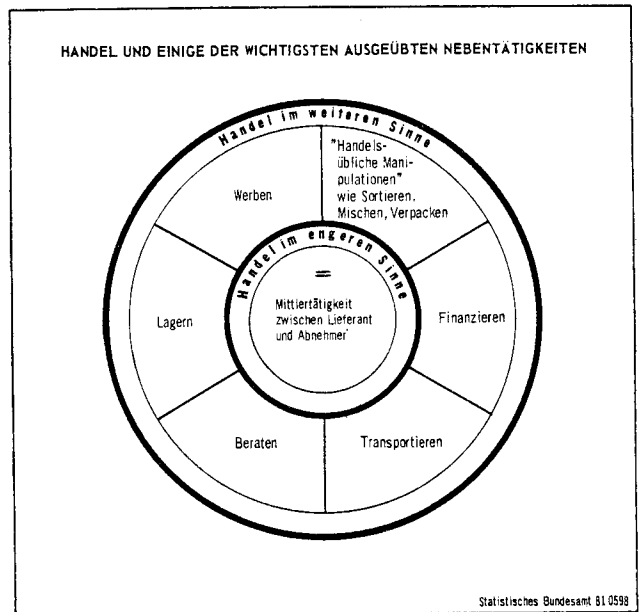 HANDEL UND EINIGE DER WICHTIGSTEN AUSGEÜBTEN NEBENTÄTIGKEITEN
Handel im weiteren Sinne
"Handels-
übliche Mani-
pulationen"
wie Sortieren,
Mischen, Verpacken
Werben
Handel im engeren Sinne
=
Mittlertätigkeit
zwischen Lieferant
und Abnehmer
Lagern
Finanzieren
Beraten
Transportieren
Statistisches Bundesamt 81 0598